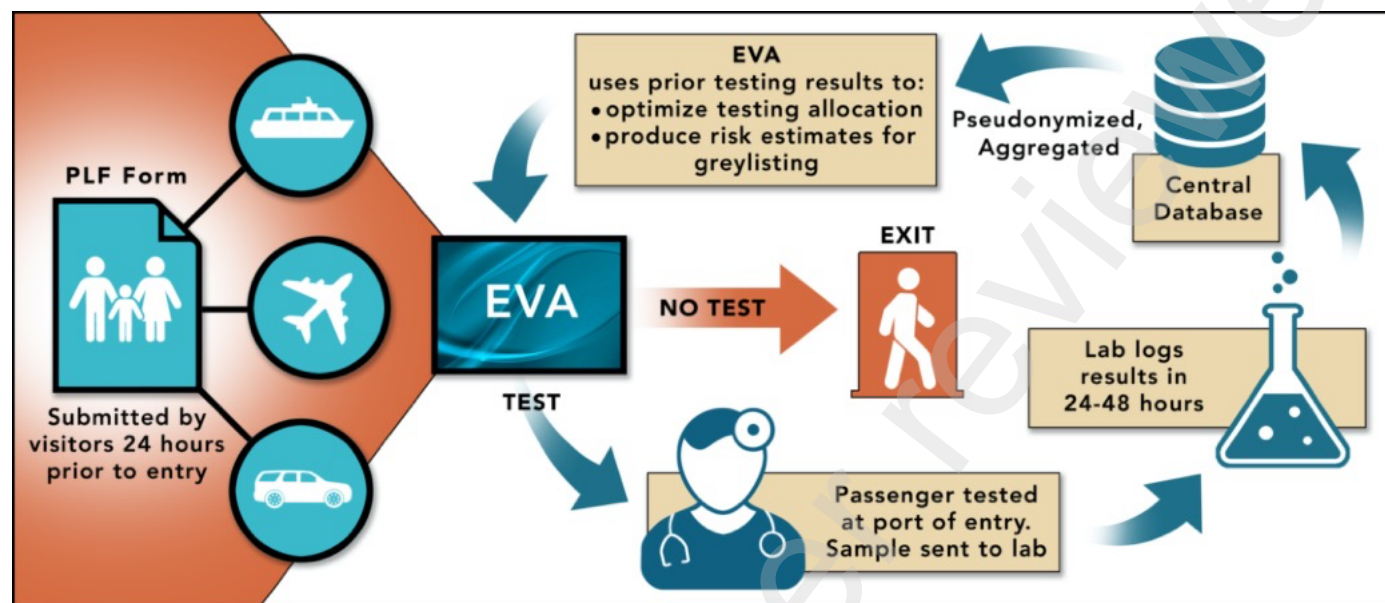 PLF Form
Submitted by
visitors 24 hours
prior to entry
EVA
uses prior testing results to:
• optimize testing allocation
• produce risk estimates for
greylisting
EVA
NO TEST
EXIT
TEST
Passenger tested
at port of entry.
Sample sent to lab
Lab logs
results in
24-48 hours
Central
Database
Pseudonymized,
Aggregated
er review